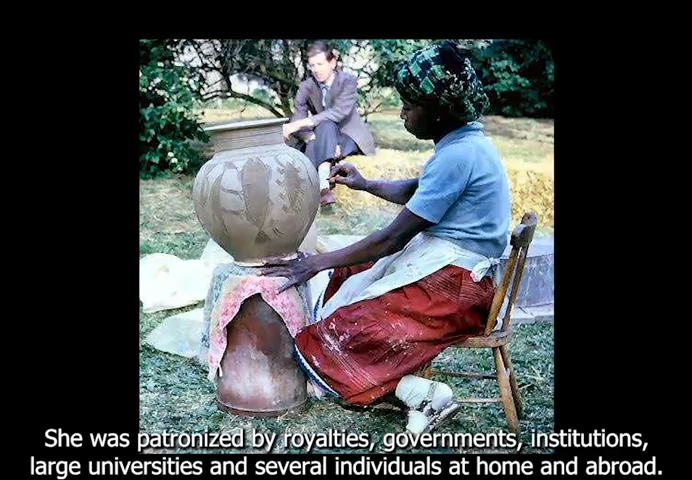 She was patronized by royalties, governments, institutions,
large universities and several individuals at home and abroad.